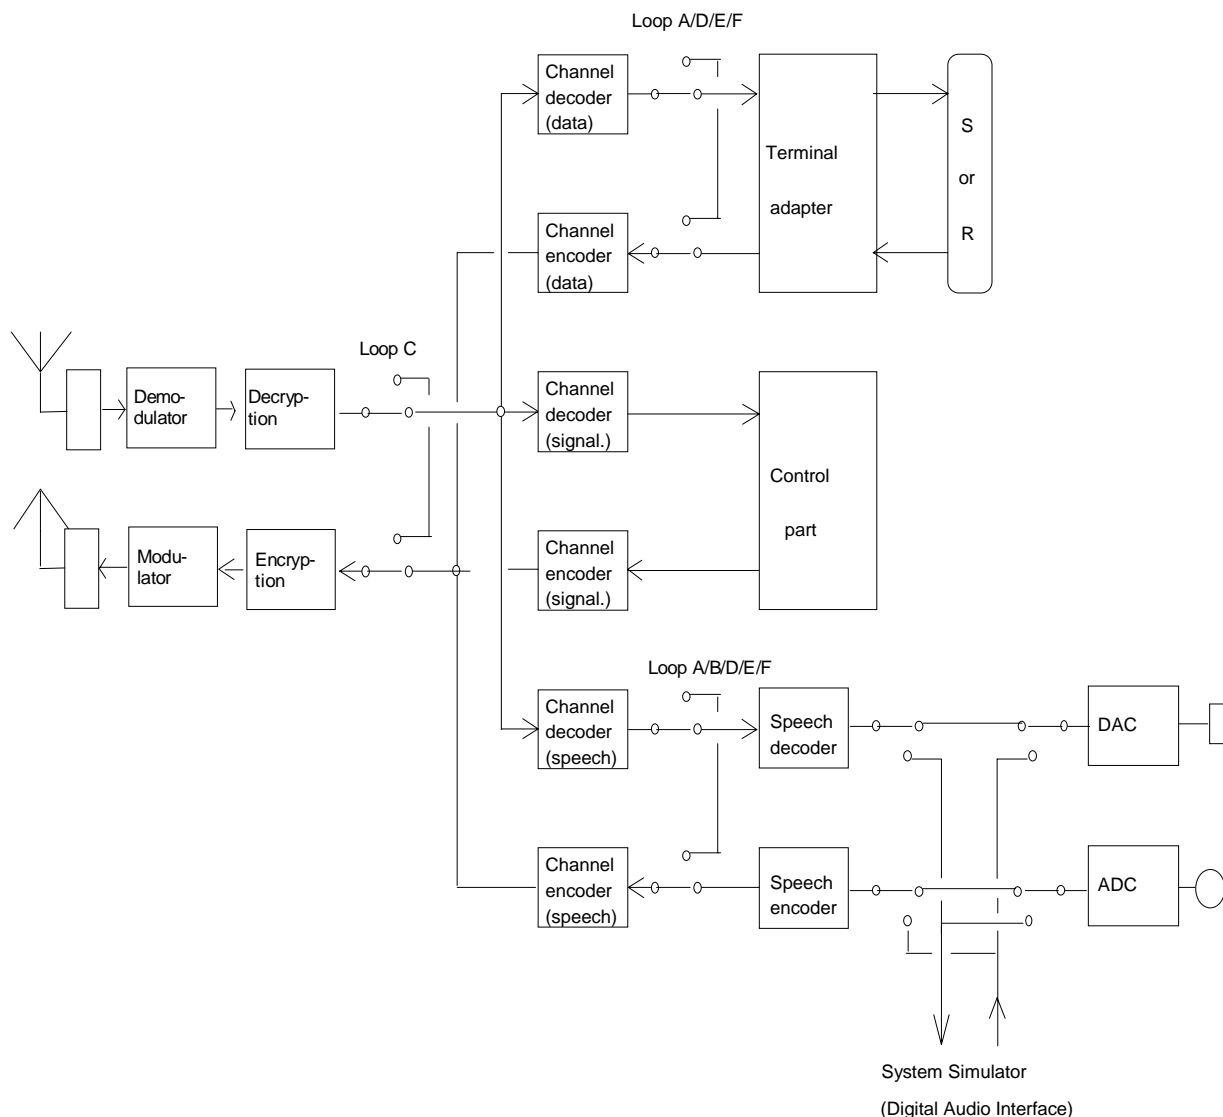 Loop A/D/E/F
Channel
decoder
(data)
Terminal
adapter
S
or
R
Channel
encoder
(data)
Loop C
Demo-
dulator
Decryp-
tion
Channel
decoder
(signal.)
Control
part
Modu-
lator
Encryp-
tion
Channel
encoder
(signal.)
Loop A/B/D/E/F
Channel
decoder
(speech)
Speech
decoder
DAC
Channel
encoder
(speech)
Speech
encoder
ADC
System Simulator
(Digital Audio Interface)